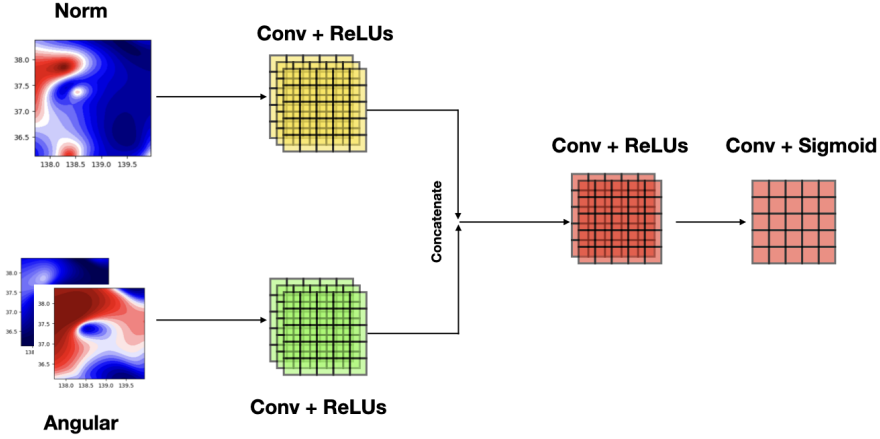 Norm
38.0
37.5
37.0
36.5
138.0 138.5 139.0 139.5
Conv + ReLUs
Concatenate
Conv + ReLUs
Conv + Sigmoid
38.0
37.5
37.0
36.5
138
38.0
37.5
37.0
36.5
138.0 138.5 139.0 139.5
Angular
Conv + ReLUs